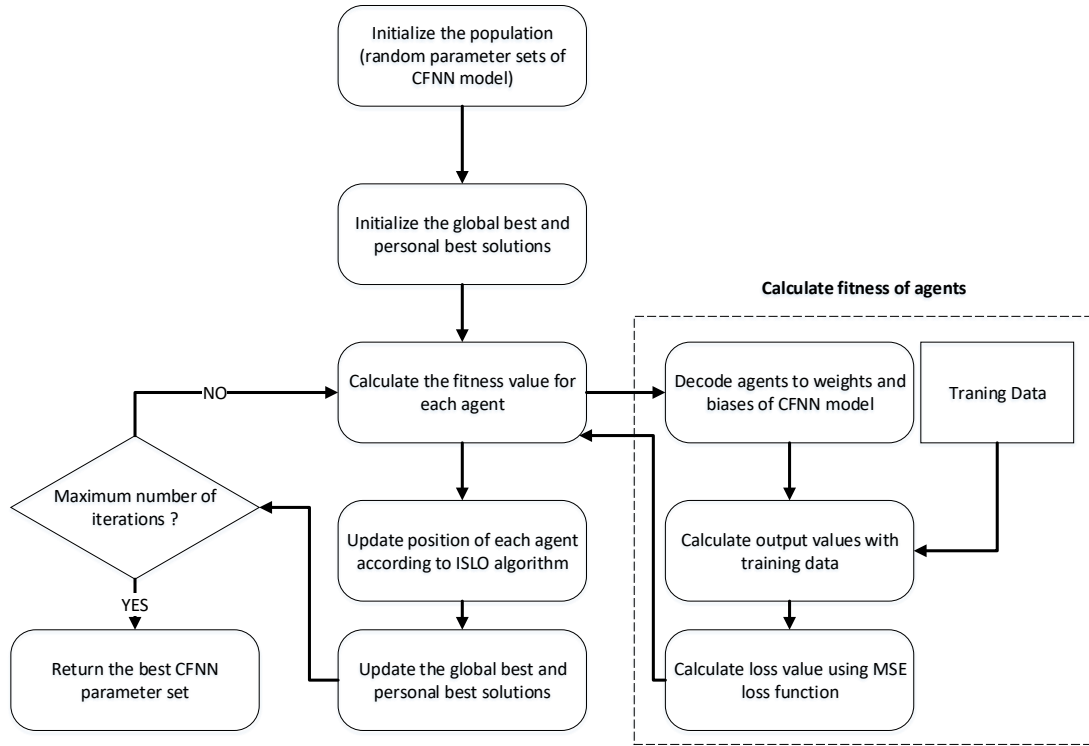 Initialize the population
(random parameter sets of
CFNN model)
Initialize the global best and
personal best solutions
Calculate fitness of agents
Calculate the fitness value for
each agent
Decode agents to weights and
biases of CFNN model
Traning Data
NO
Maximum number of
iterations ?
Update position of each agent
according to ISLO algorithm
Calculate output values with
training data
YES
Return the best CFNN
parameter set
Update the global best and
personal best solutions
Calculate loss value using MSE
loss function